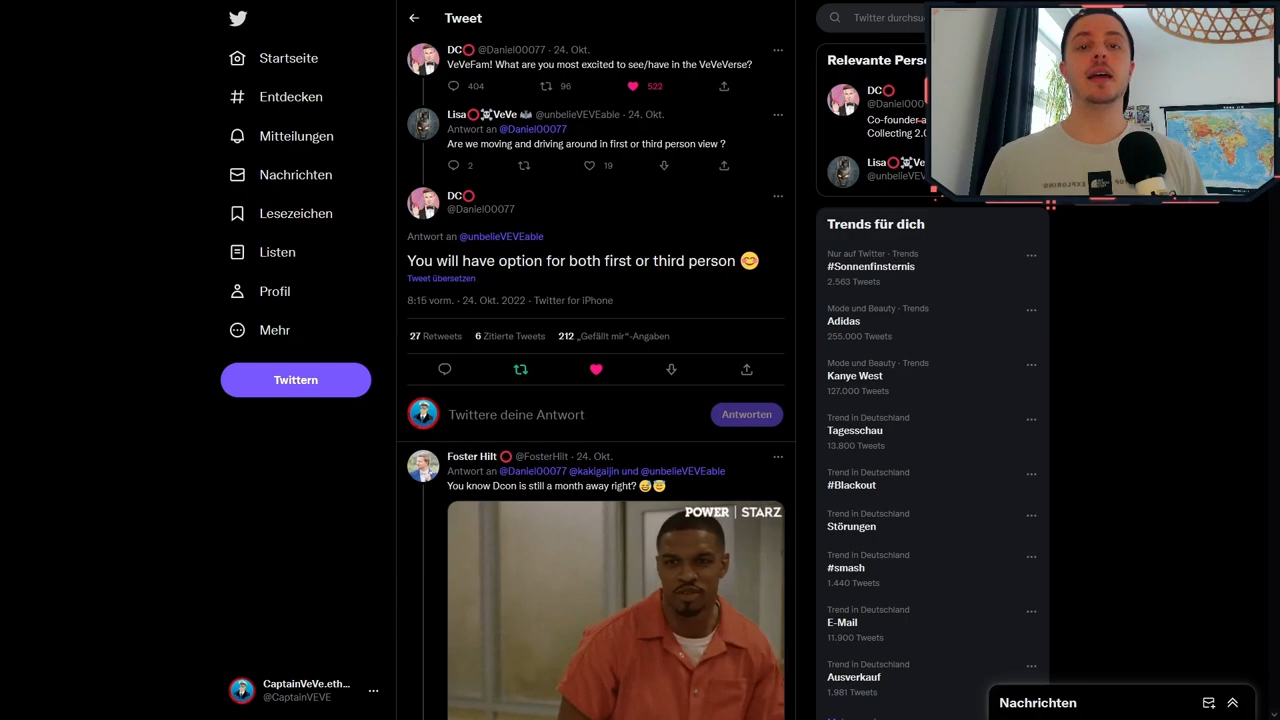 Startseite
Entdecken
Mitteilungen
Nachrichten
Lesezeichen
Listen
Profil
Mehr
Twittern
CaptainVeVe.eth...
@CaptainVEVE
Tweet
DC⭕ @Daniel00077 · 24. Okt.
VeVeFam! What are you most excited to see/have in the VeVeVerse?
404 96 522
Lisa⭕☠️VeVe 🦇 @unbelieVEVEable · 24. Okt.
Antwort an @Daniel00077
Are we moving and driving around in first or third person view ?
2 19
DC⭕
@Daniel00077
Antwort an @unbelieVEVEable
You will have option for both first or third person 😊
Tweet übersetzen
8:15 vorm. · 24. Okt. 2022 · Twitter for iPhone
27 Retweets 6 Zitierte Tweets 212 „Gefällt mir“-Angaben
Twittere deine Antwort
Antworten
Foster Hilt ⭕ @FosterHilt · 24. Okt.
Antwort an @Daniel00077 @kakigaijin und @unbelieVEVEable
You know Dcon is still a month away right? 😅😇
POWER | STARZ
Twitter durchsu
Relevante Perso
DC⭕
@Daniel000
Co-founder a
Collecting 2.0
Lisa⭕☠️Ve
@unbelieVEV
Trends für dich
Nur auf Twitter · Trends
#Sonnenfinsternis
2.563 Tweets
Mode und Beauty · Trends
Adidas
255.000 Tweets
Mode und Beauty · Trends
Kanye West
127.000 Tweets
Trend in Deutschland
Tagesschau
13.800 Tweets
Trend in Deutschland
#Blackout
Trend in Deutschland
Störungen
Trend in Deutschland
#smash
1.440 Tweets
Trend in Deutschland
E-Mail
11.900 Tweets
Trend in Deutschland
Ausverkauf
1.981 Tweets
Nachrichten